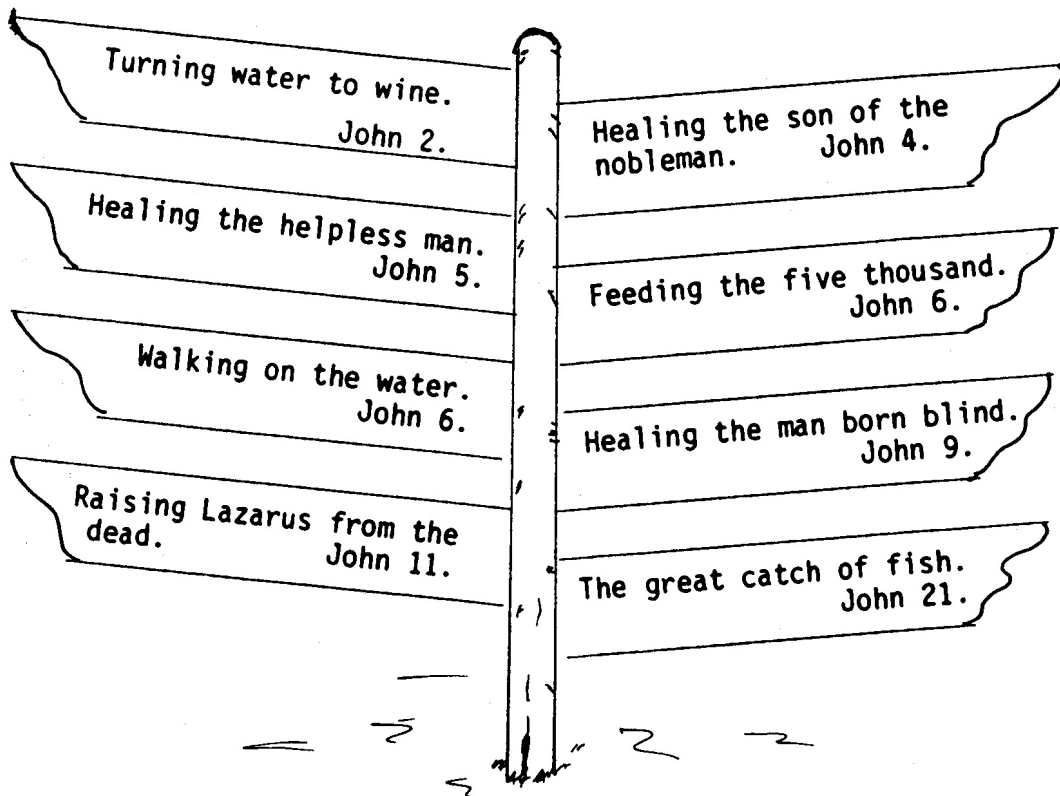 Turning water to wine.
John 2.
Healing the son of the
nobleman. John 4.
Healing the helpless man.
John 5.
Feeding the five thousand.
John 6.
Walking on the water.
John 6.
Healing the man born blind.
John 9.
Raising Lazarus from the
dead. John 11.
The great catch of fish.
John 21.